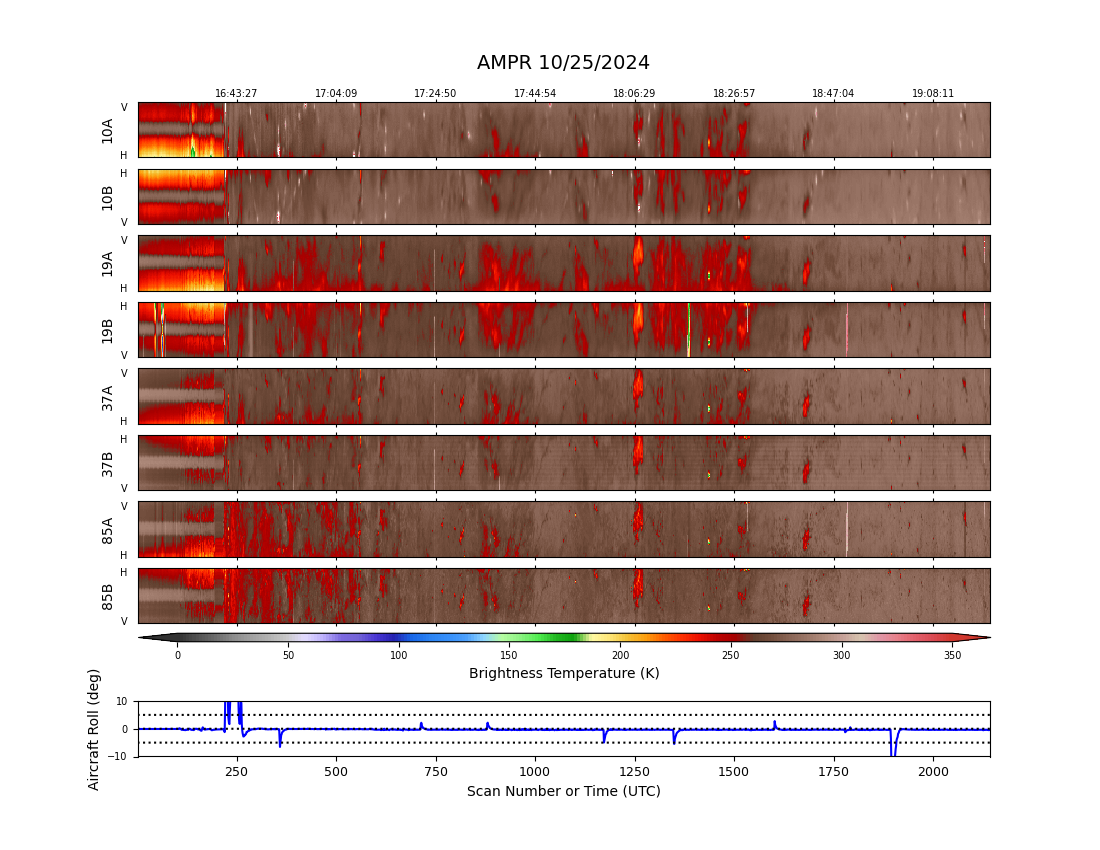 AMPR 10/25/2024
16:43:27 17:04:09 17:24:50 17:44:54 18:06:29 18:26:57 18:47:04 19:08:11
V
10A
H
H
10B
V
V
19A
H
H
19B
V
V
37A
H
H
37B
V
V
85A
H
H
85B
V
0 50 100 150 200 250 300 350
Brightness Temperature (K)
Aircraft Roll (deg)
10
0
−10
250 500 750 1000 1250 1500 1750 2000
Scan Number or Time (UTC)